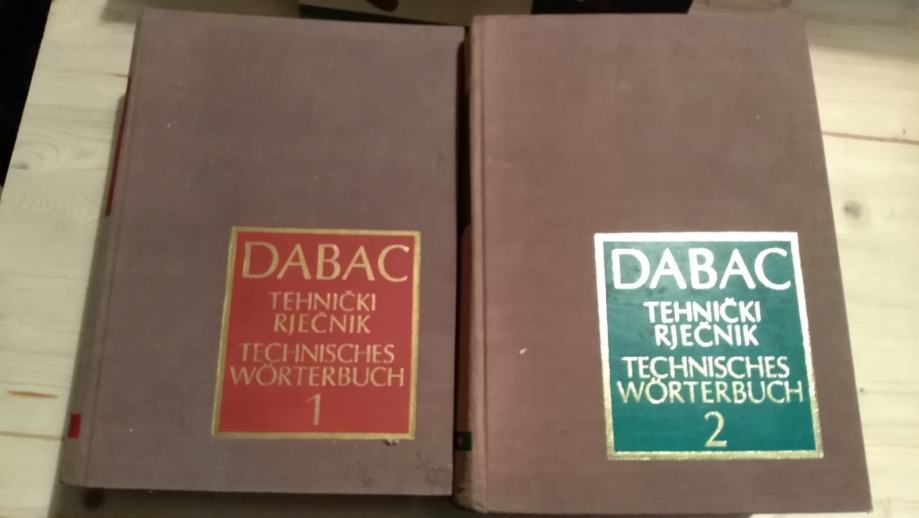 DABAC
TEHNIČKI
RJEČNIK
TECHNISCHES
WÖRTERBUCH
1
DABAC
TEHNIČKI
RJEČNIK
TECHNISCHES
WÖRTERBUCH
2